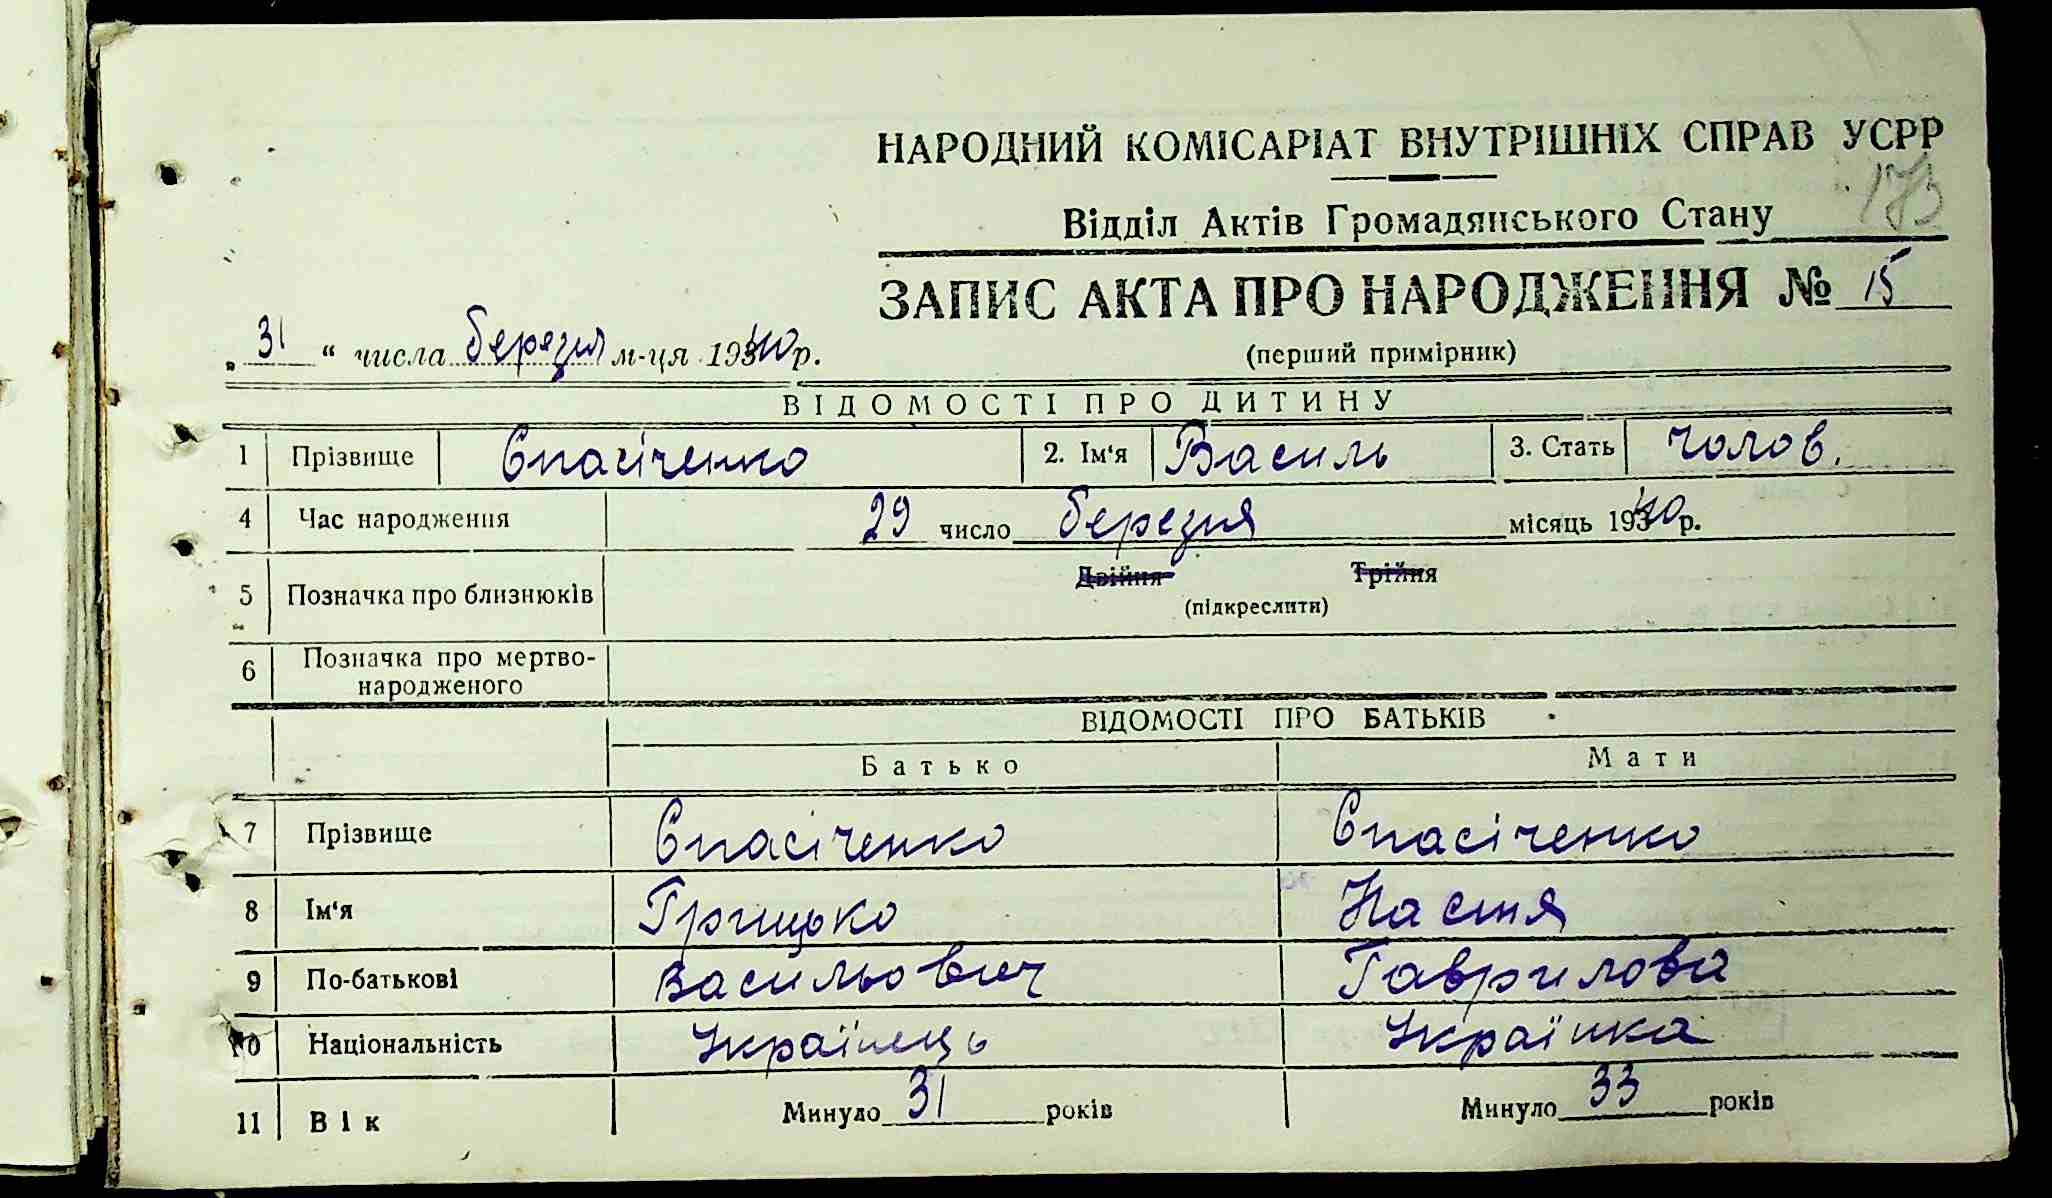 НАРОДНИЙ КОМІСАРІАТ ВНУТРІШНІХ СПРАВ УСРР
173
Відділ Актів Громадянського Стану
ЗАПИС АКТА ПРО НАРОДЖЕННЯ № 15
(перший примірник)
„ 31 “ числа березня м-ця 1940 р.
ВІДОМОСТІ ПРО ДИТИНУ
1 Прізвище Спасіченко 2. Ім'я Василь 3. Стать чолов.
4 Час народження 29 число березня місяць 1940 р.
5 Позначка про близнюків Двійня Трійня
(підкреслити)
6 Позначка про мертво-
народженого
ВІДОМОСТІ ПРО БАТЬКІВ
Батько Мати
7 Прізвище Спасіченко Спасіченко
8 Ім'я Грицько Настя
9 По-батькові Васильович Гаврилова
10 Національність Українець Українка
11 Вік Минуло 31 років Минуло 33 років